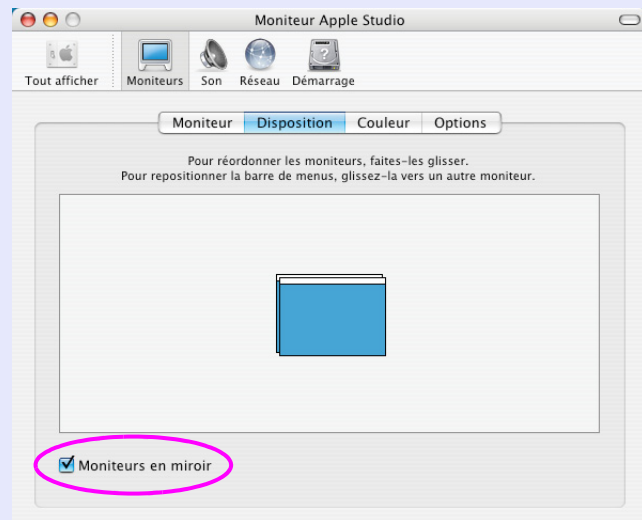 Moniteur Apple Studio
Tout afficher Moniteurs Son Réseau Démarrage
Moniteur Disposition Couleur Options
Pour réordonner les moniteurs, faites-les glisser.
Pour repositionner la barre de menus, glissez-la vers un autre moniteur.
Moniteurs en miroir